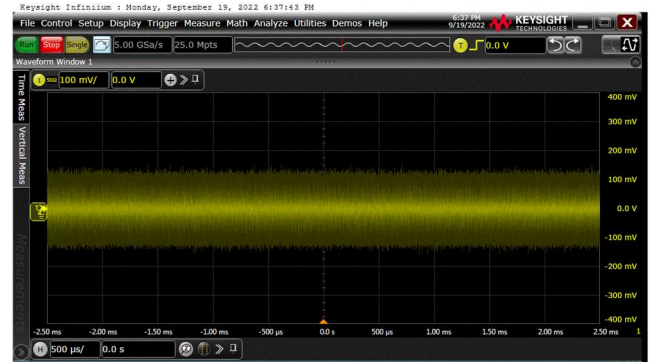 Keysight Infiniium : Monday, September 19, 2022 6:37:43 PM
File Control Setup Display Trigger Measure Math Analyze Utilities Demos Help
6:37 PM
9/19/2022
KEYSIGHT
TECHNOLOGIES
Run Stop Single 5.00 GSa/s 25.0 Mpts T 0.0 V
Waveform Window 1
1 50Ω 100 mV/ 0.0 V
Time Meas
Vertical Meas
Measurements
400 mV
300 mV
200 mV
100 mV
0.0 V
-100 mV
-200 mV
-300 mV
-400 mV
-2.50 ms -2.00 ms -1.50 ms -1.00 ms -500 µs 0.0 s 500 µs 1.00 ms 1.50 ms 2.00 ms 2.50 ms 1
H 500 µs/ 0.0 s